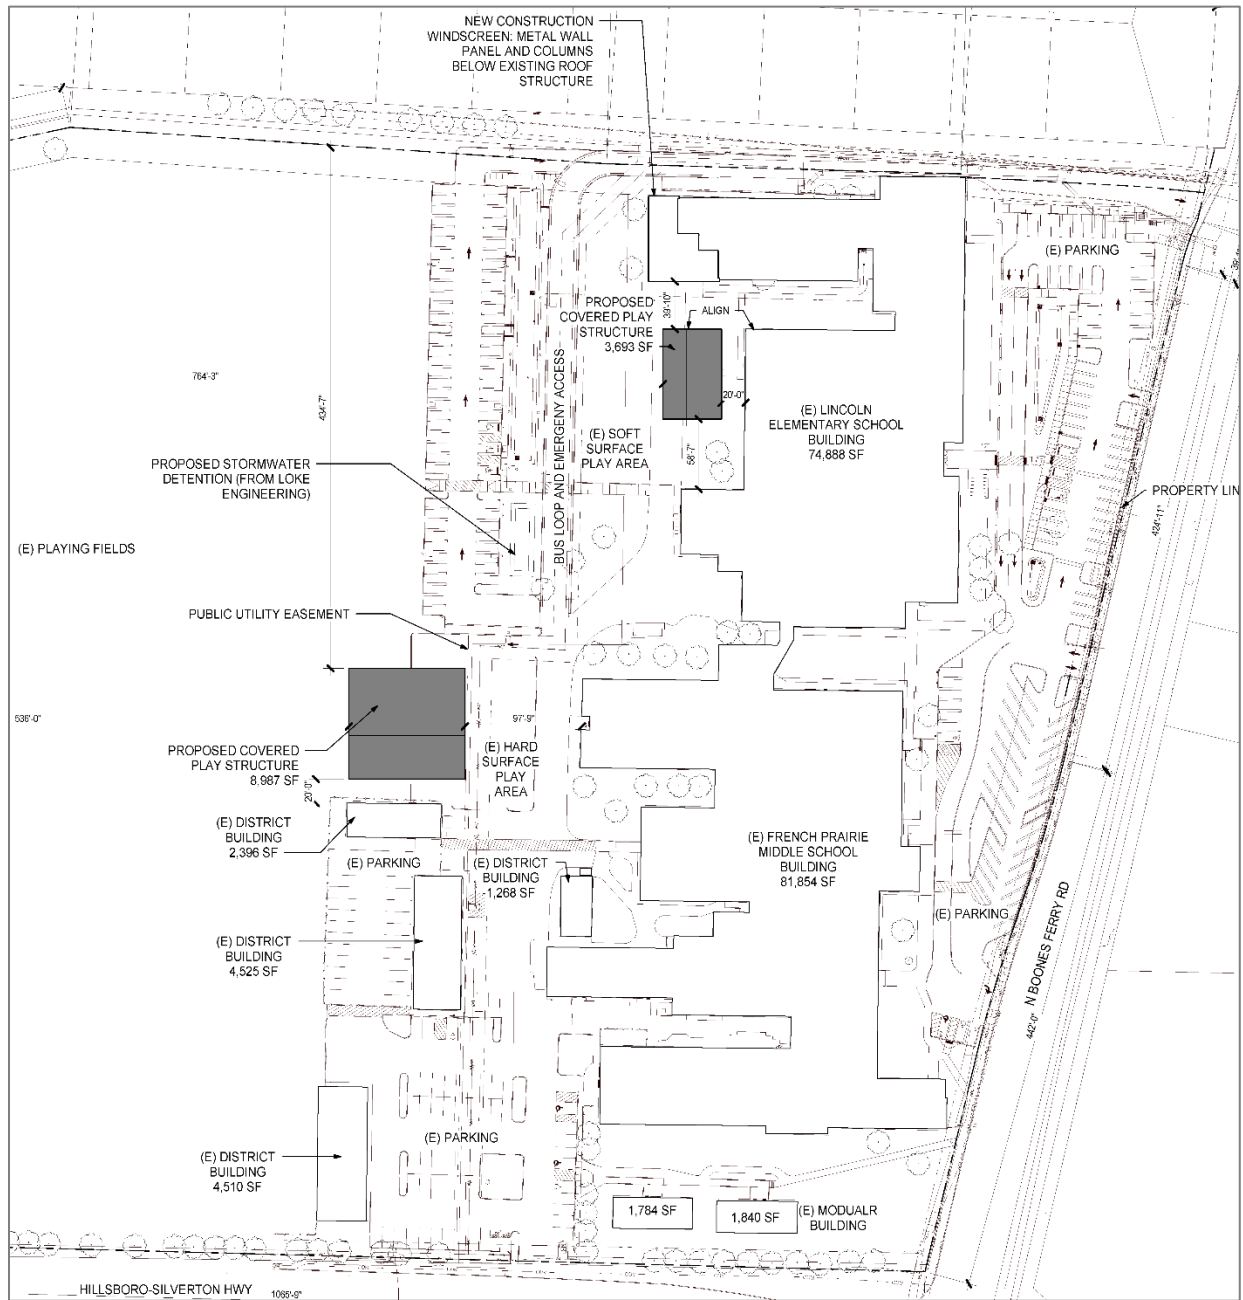 NEW CONSTRUCTION
WINDSCREEN: METAL WALL
PANEL AND COLUMNS
BELOW EXISTING ROOF
STRUCTURE
(E) PARKING
PROPOSED
COVERED PLAY
STRUCTURE
3,693 SF
39'-10"
ALIGN
20'-0"
58'-7"
764'-3"
434'-7"
BUS LOOP AND EMERGENY ACCESS
(E) LINCOLN
ELEMENTARY SCHOOL
BUILDING
74,888 SF
(E) SOFT
SURFACE
PLAY AREA
PROPOSED STORMWATER
DETENTION (FROM LOKE
ENGINEERING)
PROPERTY LIN
424'-11"
(E) PLAYING FIELDS
PUBLIC UTILITY EASEMENT
536'-0"
97'-9"
PROPOSED COVERED
PLAY STRUCTURE
8,987 SF
20'-0"
(E) HARD
SURFACE
PLAY
AREA
(E) DISTRICT
BUILDING
2,396 SF
(E) PARKING
(E) DISTRICT
BUILDING
1,268 SF
(E) FRENCH PRAIRIE
MIDDLE SCHOOL
BUILDING
81,854 SF
(E) PARKING
N BOONES FERRY RD
442'-0"
(E) DISTRICT
BUILDING
4,525 SF
(E) PARKING
(E) DISTRICT
BUILDING
4,510 SF
1,784 SF
1,840 SF
(E) MODUALR
BUILDING
HILLSBORO-SILVERTON HWY
1065'-9"